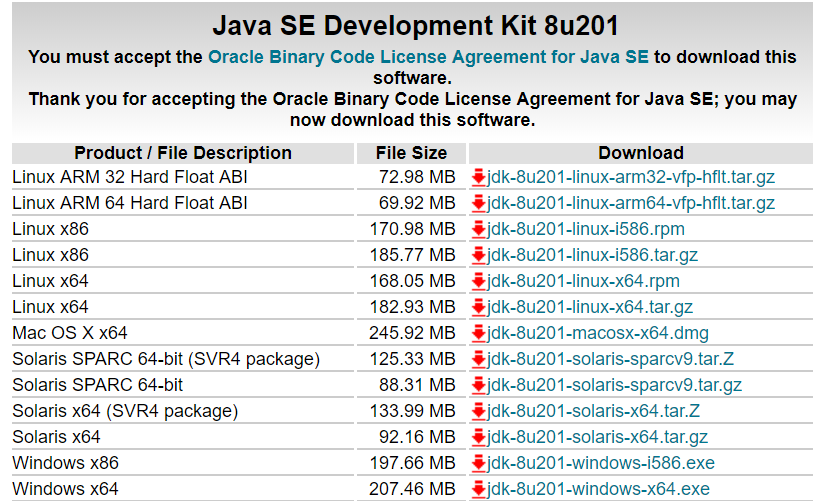 Java SE Development Kit 8u201
You must accept the Oracle Binary Code License Agreement for Java SE to download this
software.
Thank you for accepting the Oracle Binary Code License Agreement for Java SE; you may
now download this software.
Product / File Description File Size Download
Linux ARM 32 Hard Float ABI 72.98 MB jdk-8u201-linux-arm32-vfp-hflt.tar.gz
Linux ARM 64 Hard Float ABI 69.92 MB jdk-8u201-linux-arm64-vfp-hflt.tar.gz
Linux x86 170.98 MB jdk-8u201-linux-i586.rpm
Linux x86 185.77 MB jdk-8u201-linux-i586.tar.gz
Linux x64 168.05 MB jdk-8u201-linux-x64.rpm
Linux x64 182.93 MB jdk-8u201-linux-x64.tar.gz
Mac OS X x64 245.92 MB jdk-8u201-macosx-x64.dmg
Solaris SPARC 64-bit (SVR4 package) 125.33 MB jdk-8u201-solaris-sparcv9.tar.Z
Solaris SPARC 64-bit 88.31 MB jdk-8u201-solaris-sparcv9.tar.gz
Solaris x64 (SVR4 package) 133.99 MB jdk-8u201-solaris-x64.tar.Z
Solaris x64 92.16 MB jdk-8u201-solaris-x64.tar.gz
Windows x86 197.66 MB jdk-8u201-windows-i586.exe
Windows x64 207.46 MB jdk-8u201-windows-x64.exe